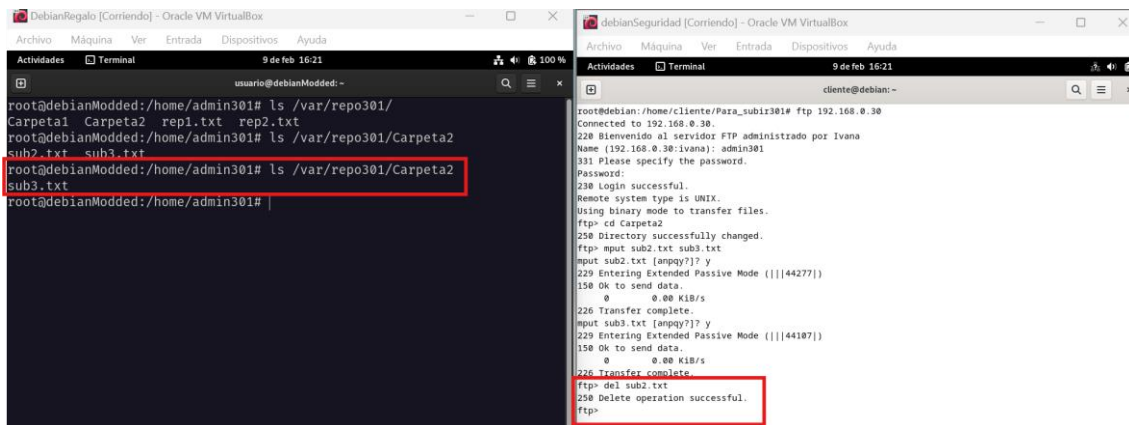 DebianRegalo [Corriendo] - Oracle VM VirtualBox
Archivo Máquina Ver Entrada Dispositivos Ayuda
Actividades Terminal 9 de feb 16:21 100 %
usuario@debianModded: ~
root@debianModded:/home/admin301# ls /var/repo301/
Carpeta1 Carpeta2 rep1.txt rep2.txt
root@debianModded:/home/admin301# ls /var/repo301/Carpeta2
sub2.txt sub3.txt
root@debianModded:/home/admin301# ls /var/repo301/Carpeta2
sub3.txt
root@debianModded:/home/admin301#
debianSeguridad [Corriendo] - Oracle VM VirtualBox
Archivo Máquina Ver Entrada Dispositivos Ayuda
Actividades Terminal 9 de feb 16:21
cliente@debian: ~
root@debian:/home/cliente/Para_subir301# ftp 192.168.0.30
Connected to 192.168.0.30.
220 Bienvenido al servidor FTP administrado por Ivana
Name (192.168.0.30:ivana): admin301
331 Please specify the password.
Password:
230 Login successful.
Remote system type is UNIX.
Using binary mode to transfer files.
ftp> cd Carpeta2
250 Directory successfully changed.
ftp> mput sub2.txt sub3.txt
mput sub2.txt [anpqy?]? y
229 Entering Extended Passive Mode (|||44277|)
150 Ok to send data.
0 0.00 KiB/s
226 Transfer complete.
mput sub3.txt [anpqy?]? y
229 Entering Extended Passive Mode (|||44107|)
150 Ok to send data.
0 0.00 KiB/s
226 Transfer complete.
ftp> del sub2.txt
250 Delete operation successful.
ftp>